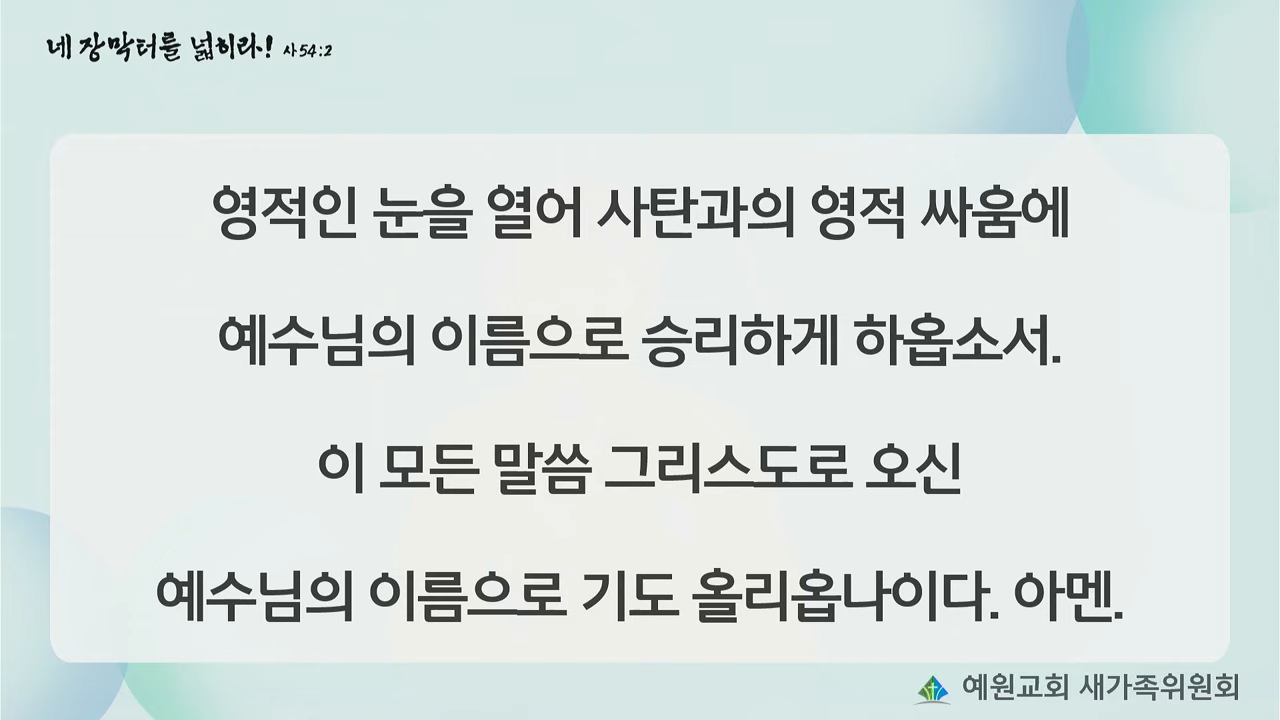 네 장막터를 넓히라! 사54:2
영적인 눈을 열어 사탄과의 영적 싸움에
예수님의 이름으로 승리하게 하옵소서.
이 모든 말씀 그리스도로 오신
예수님의 이름으로 기도 올리옵나이다. 아멘.
예원교회 새가족위원회